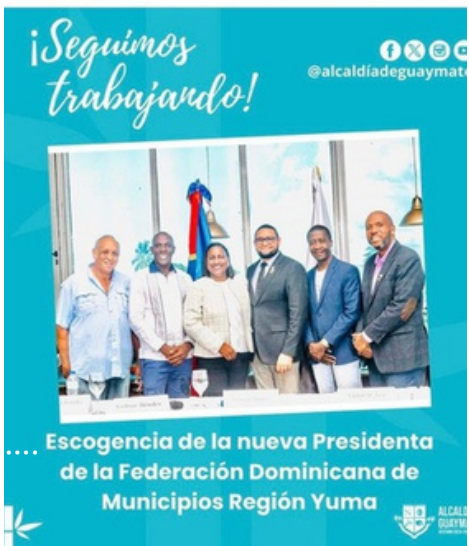 ¡Seguimos
trabajando!
@alcaldíadeguaymate
Escogencia de la nueva Presidenta
de la Federación Dominicana de
Municipios Región Yuma